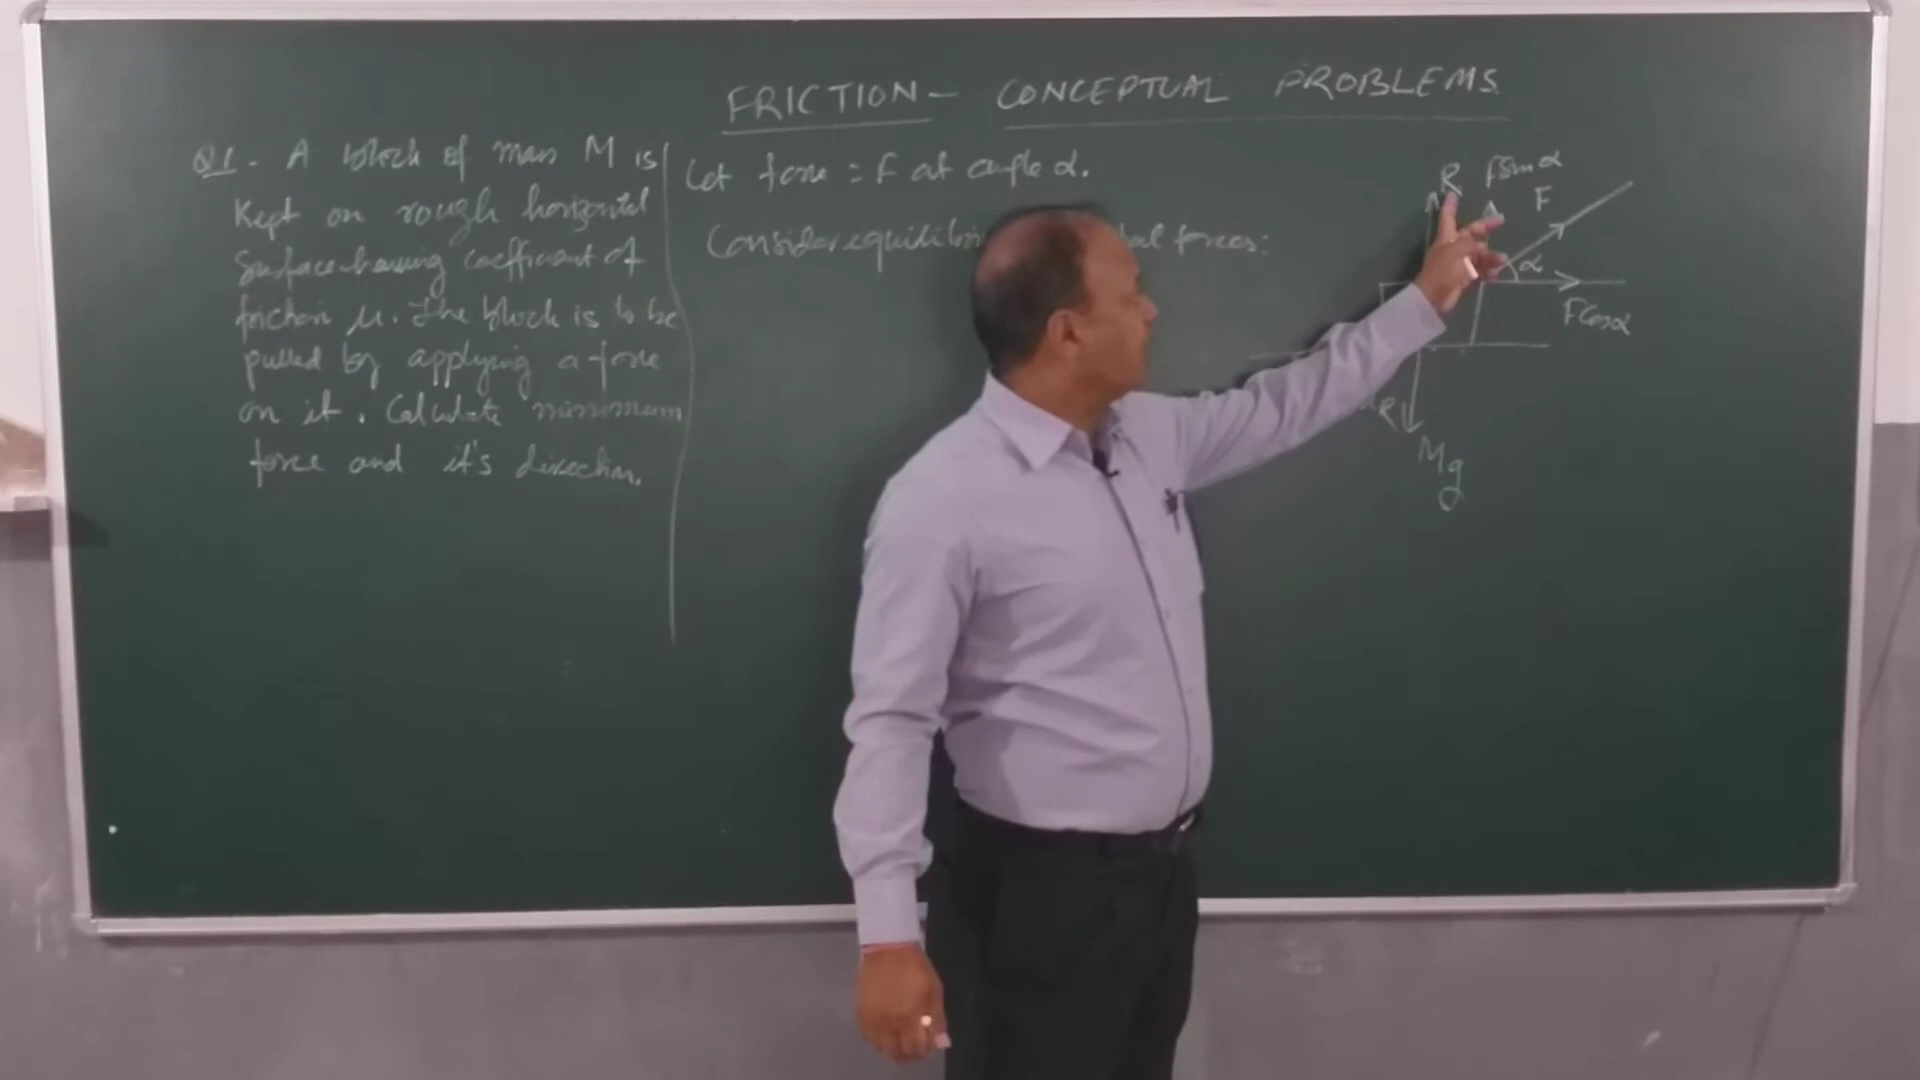 FRICTION - CONCEPTUAL PROBLEMS
Q1. A block of mass M is
kept on rough horizontal
surface having coefficient of
friction μ. The block is to be
pulled by applying a force
on it. Calculate minimum
force and it's direction.
Let force = F at angle α.
Consider equilibri
forces:
R
FSinα
F
α
FCosα
R
Mg